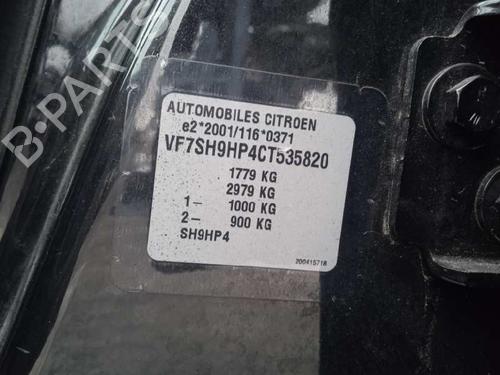 B-PARTS
AUTOMOBILES CITROEN
e2*2001/116*0371
VF7SH9HP4CT535820
1779 KG
2979 KG
1- 1000 KG
2- 900 KG
SH9HP4
200415718